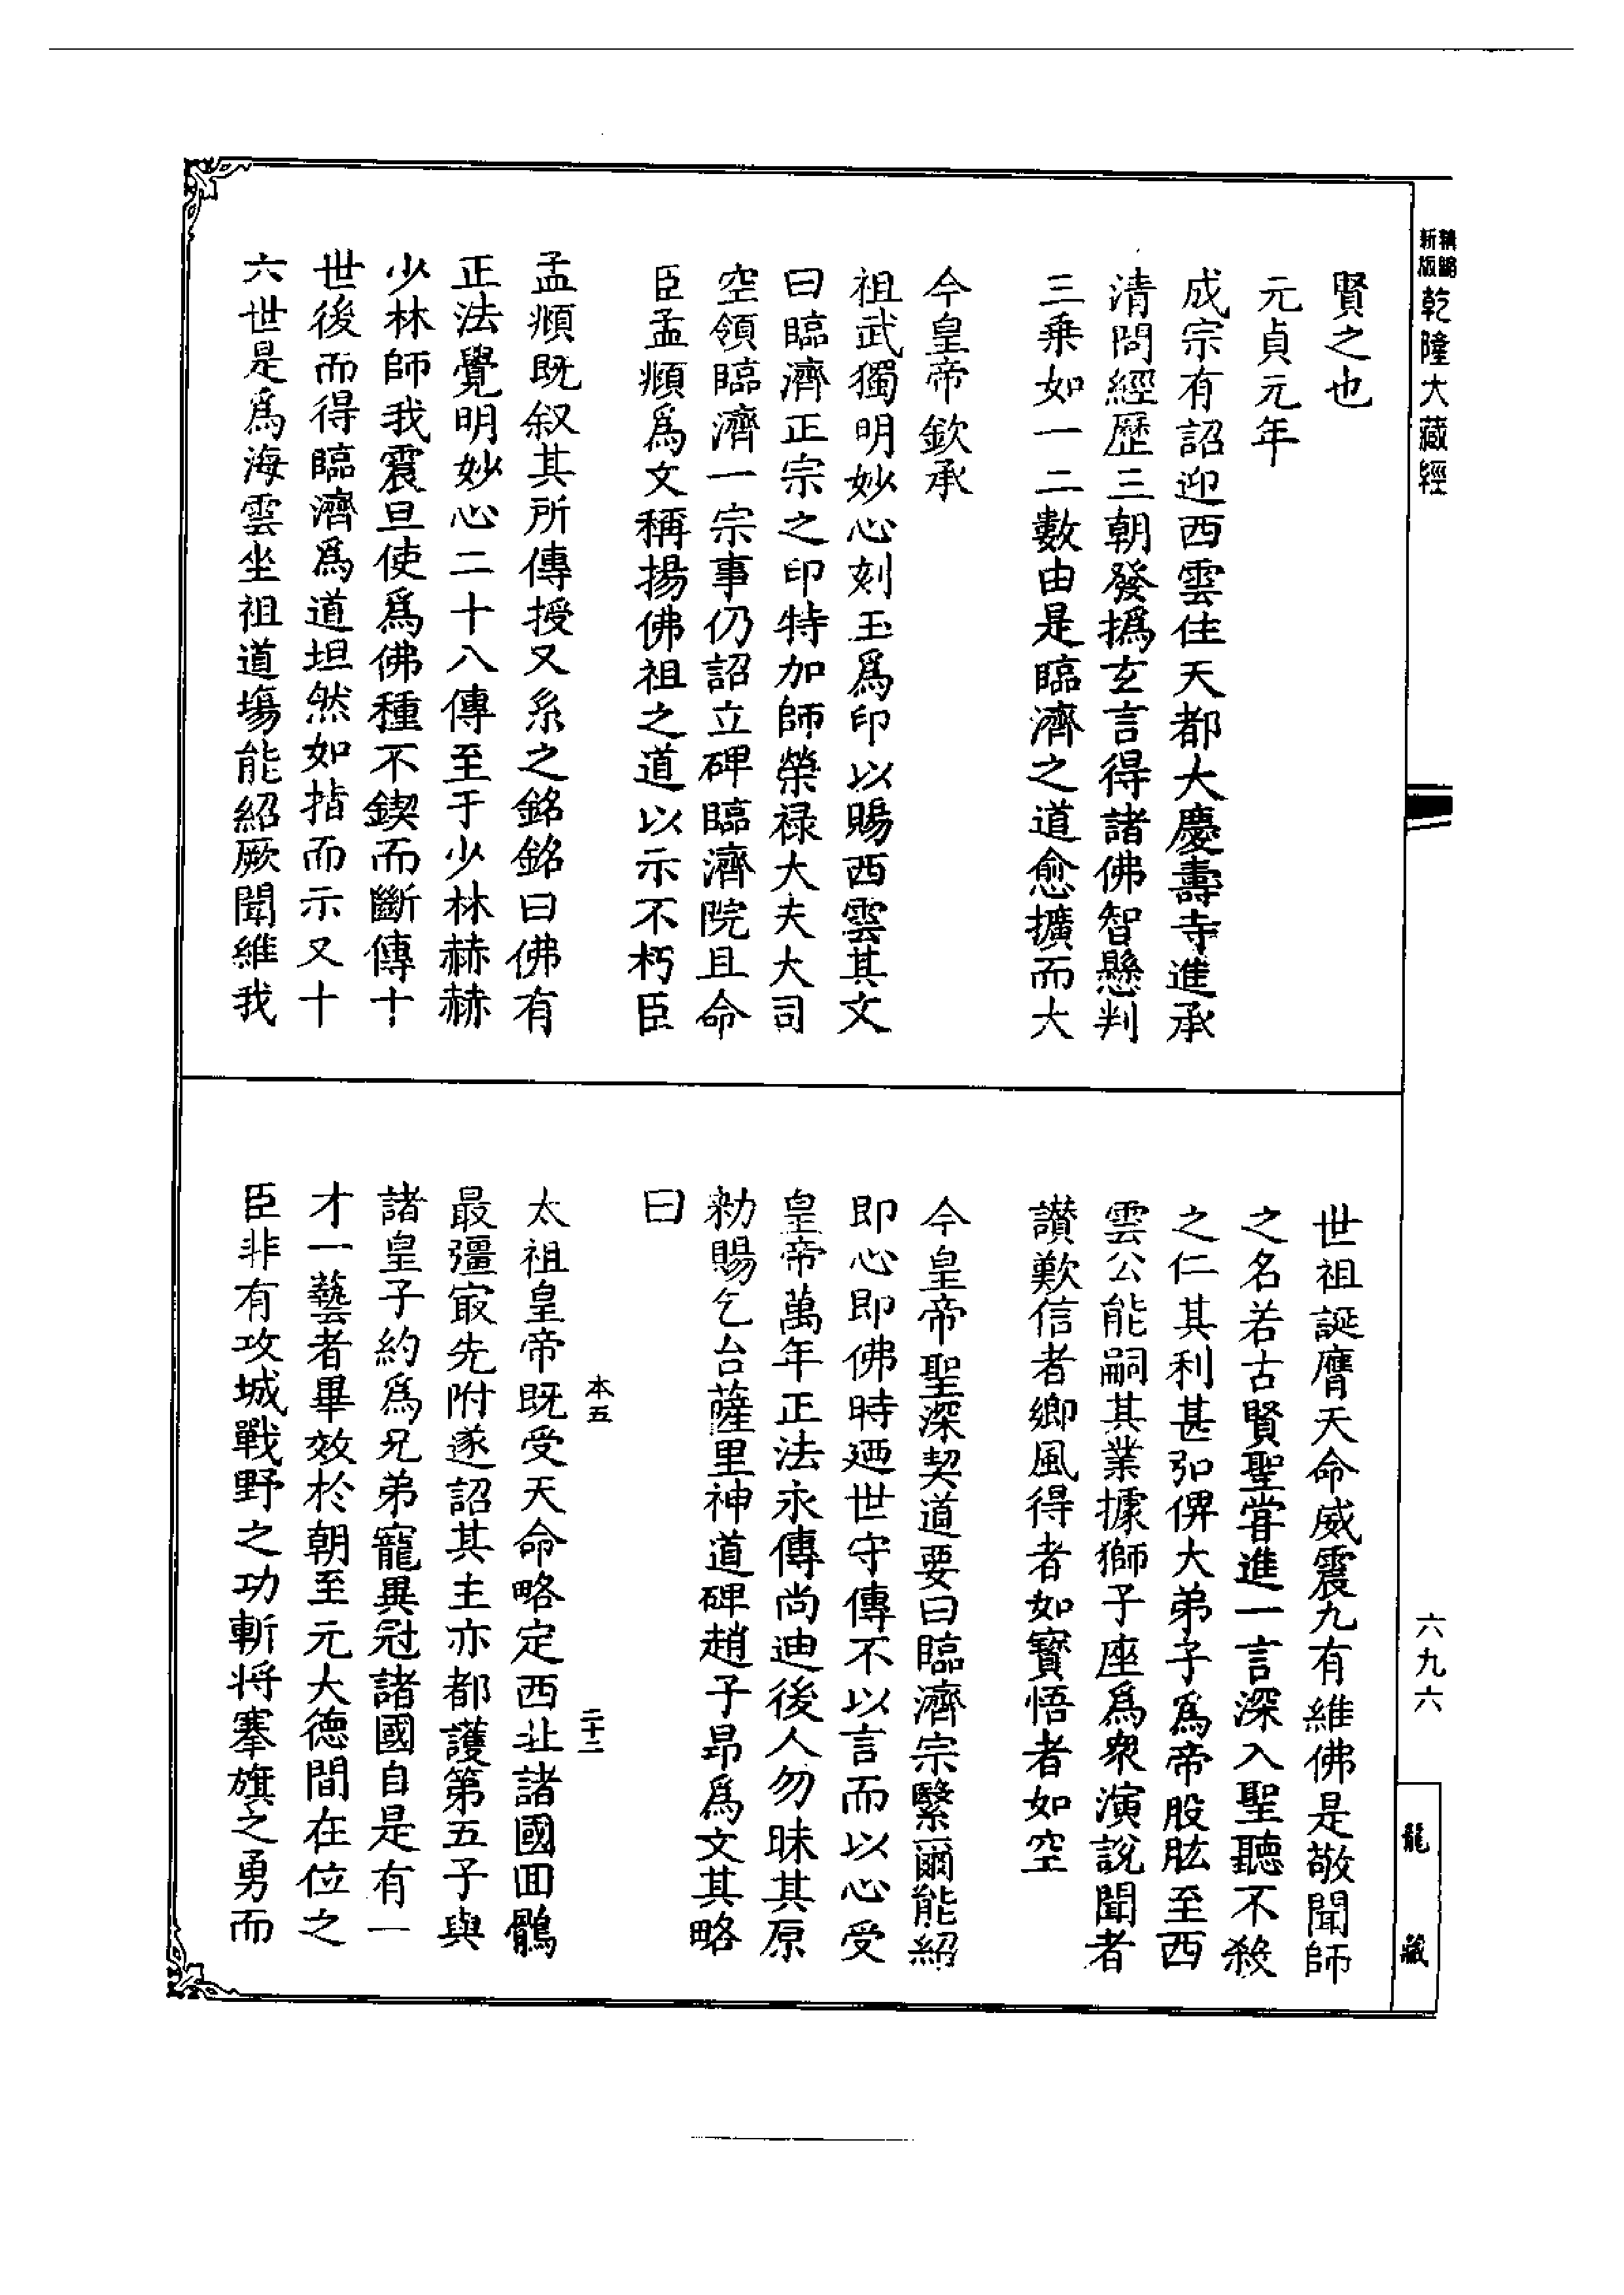 新編縮版
乾隆大藏經
賢之也
元貞元年
成宗有詔迎西雲住天都大慶壽寺進承
清問經歷三朝發撝玄言得諸佛智懸判
三乘如一二數由是臨濟之道愈擴而大
今皇帝欽承
祖武獨明妙心刻玉爲印以賜西雲其文
曰臨濟正宗之印特加師榮祿大夫大司
空領臨濟一宗事仍詔立碑臨濟院且命
臣孟頫爲文稱揚佛祖之道以示不朽臣
孟頫既叙其所傳授又系之銘銘曰佛有
正法覺明妙心二十八傳至于少林赫赫
少林師我震旦使爲佛種不鍥而斷傳十
世後而得臨濟爲道坦然如指而示又十
六世是爲海雲坐祖道場能紹厥聞維我
世祖誕膺天命威震九有維佛是敬聞師
之名若古賢聖甞進一言深入聖聽不殺
之仁其利甚弘俾大弟子爲帝股肱至西
雲公能嗣其業據獅子座爲衆演說聞者
讃歎信者鄉風得者如寳悟者如空
今皇帝聖深契道要曰臨濟宗繄爾能紹
即心即佛時廼世守傳不以言而以心受
皇帝萬年正法永傳尚迪後人勿昧其原
勑賜乞台薩里神道碑趙子昂爲文其略
曰
本五
二十二
太祖皇帝既受天命略定西北諸國回鶻
最彊㝡先附遂詔其主亦都護第五子與
諸皇子約爲兄弟寵異冠諸國自是有一
才一藝者畢效於朝至元大德間在位之
臣非有攻城戰野之功斬将搴旗之勇而
六九六
龍藏